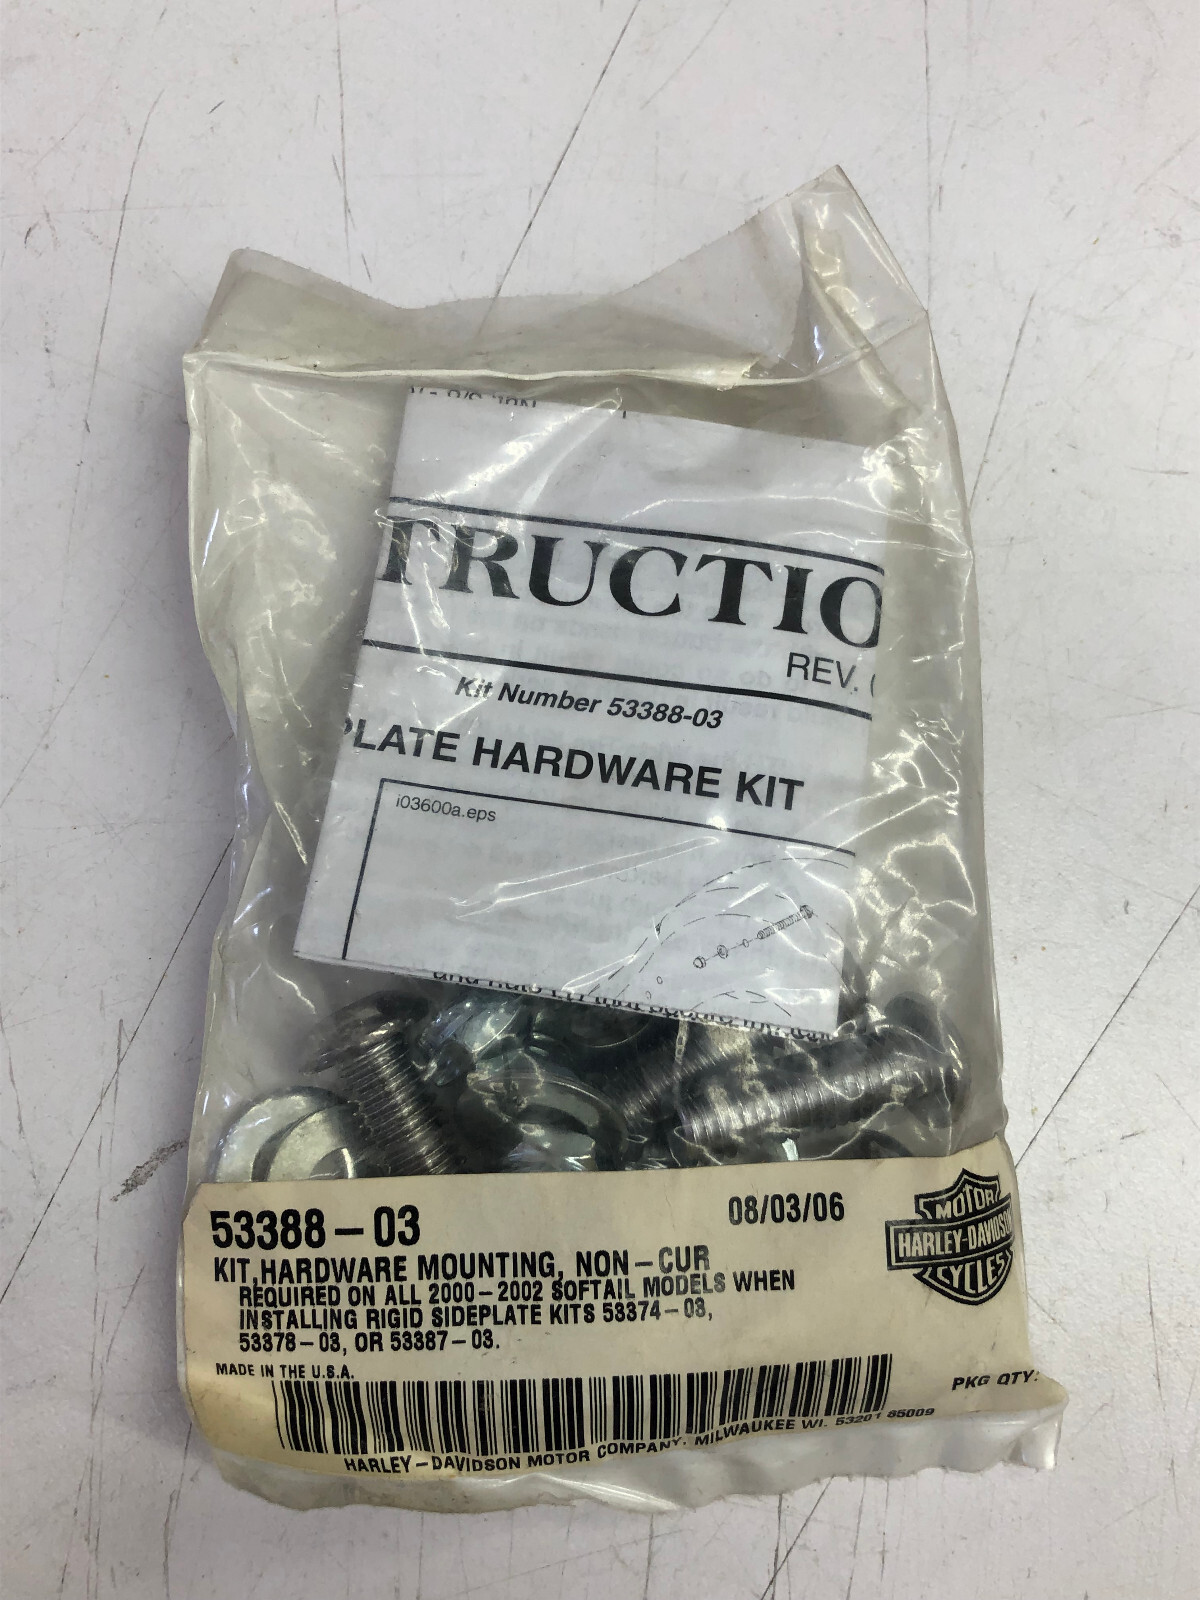 TRUCTIO
REV.
Kit Number 53388-03
PLATE HARDWARE KIT
i03600a.eps
53388-03
08/03/06
MOTOR
HARLEY-DAVIDSON
CYCLES
KIT,HARDWARE MOUNTING, NON-CUR
REQUIRED ON ALL 2000-2002 SOFTAIL MODELS WHEN
INSTALLING RIGID SIDEPLATE KITS 53374-03,
53378-03, OR 53387-03.
MADE IN THE U.S.A.
PKG QTY:
HARLEY-DAVIDSON MOTOR COMPANY. MILWAUKEE WI. 53201 85009